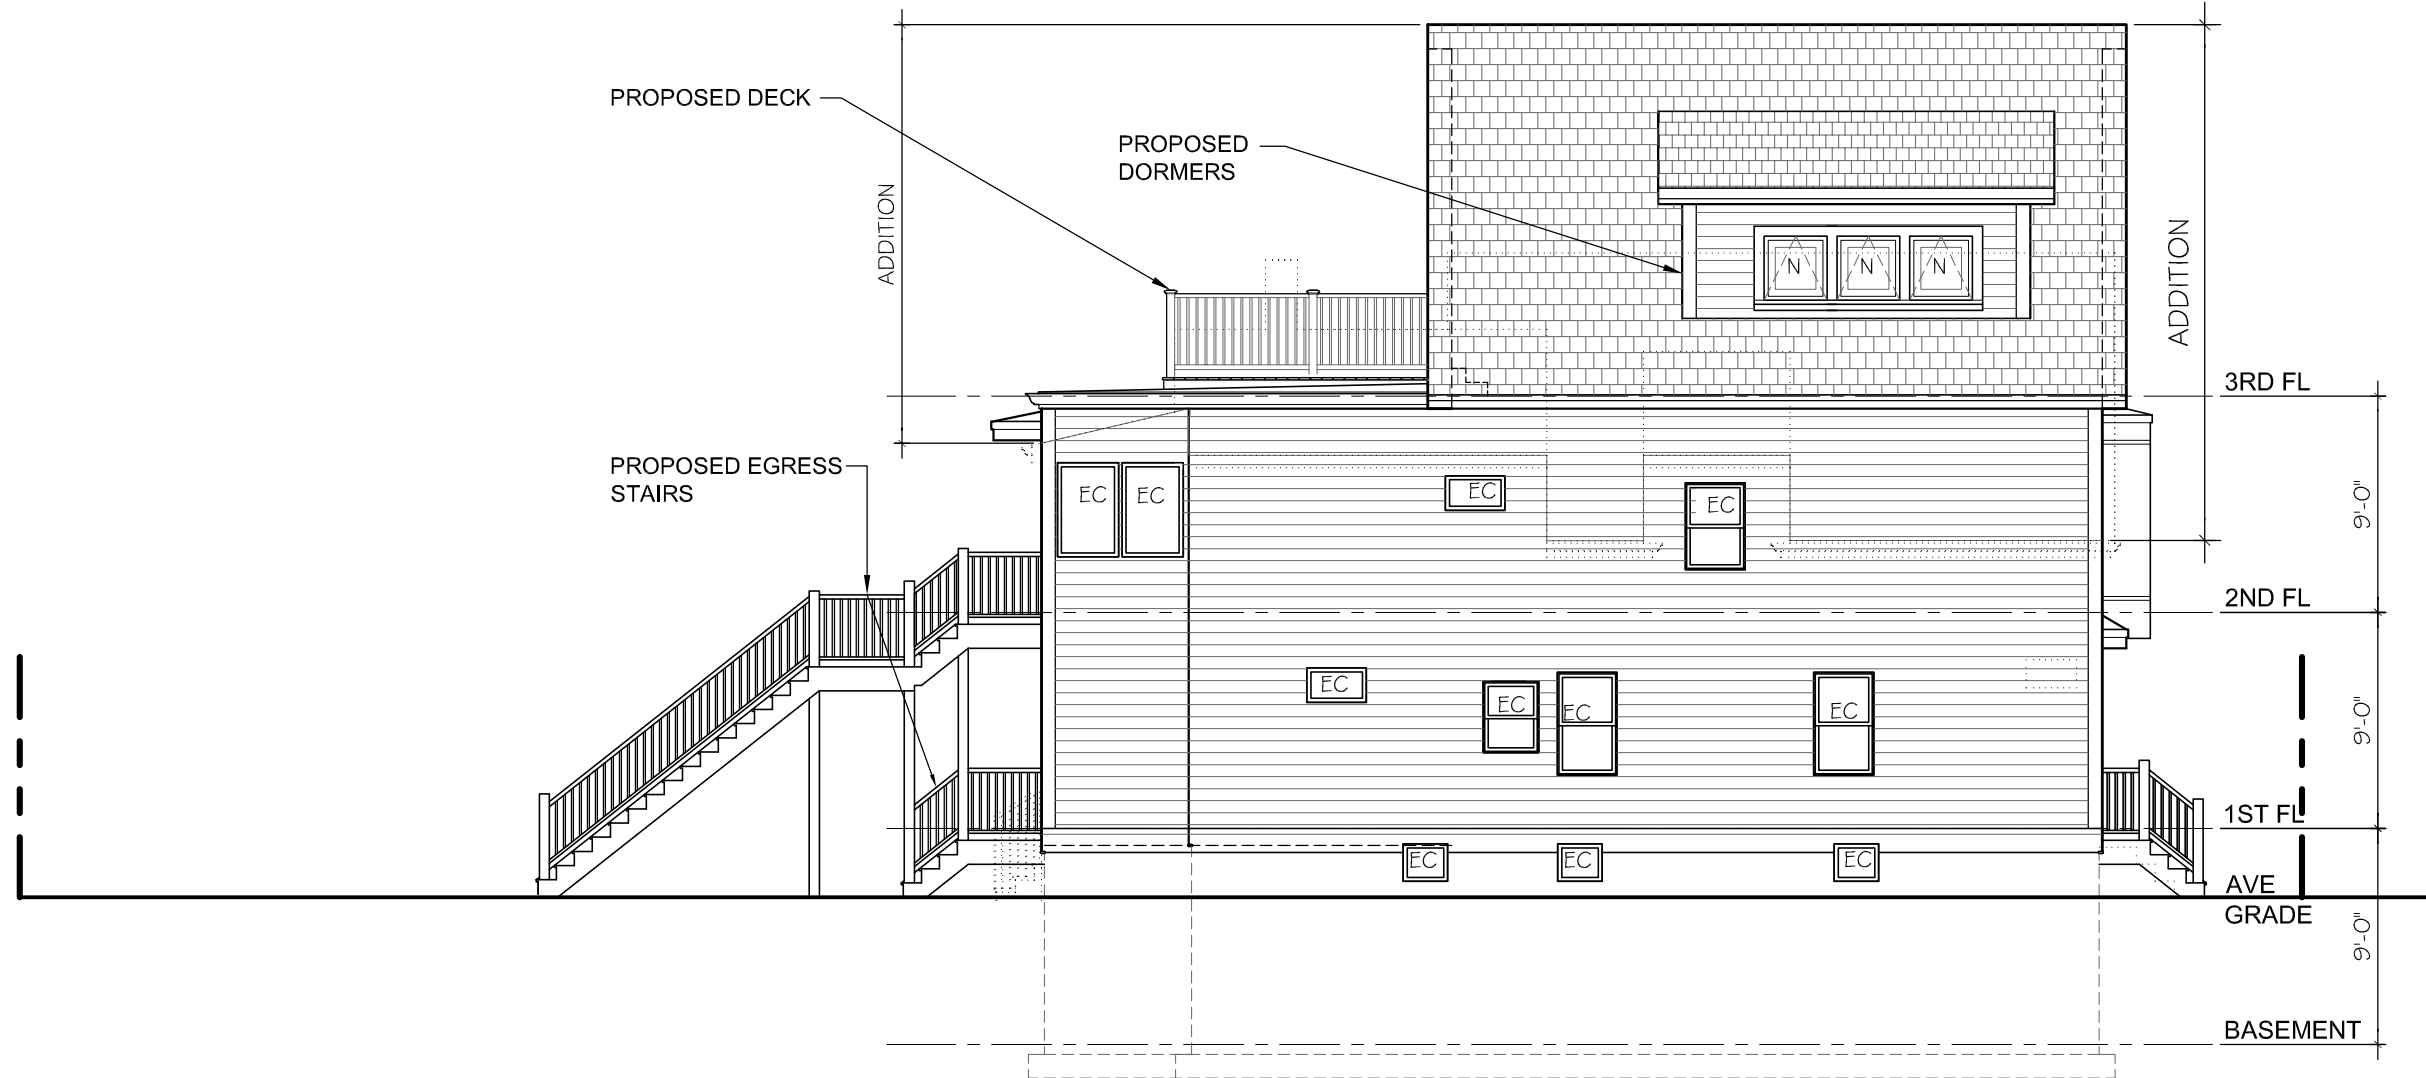 PROPOSED DECK
PROPOSED
DORMERS
ADDITION
ADDITION
N
N
N
3RD FL
PROPOSED EGRESS
STAIRS
EC
EC
EC
EC
9'-0"
2ND FL
EC
EC
EC
EC
9'-0"
1ST FL
EC
EC
EC
AVE
GRADE
9'-0"
BASEMENT